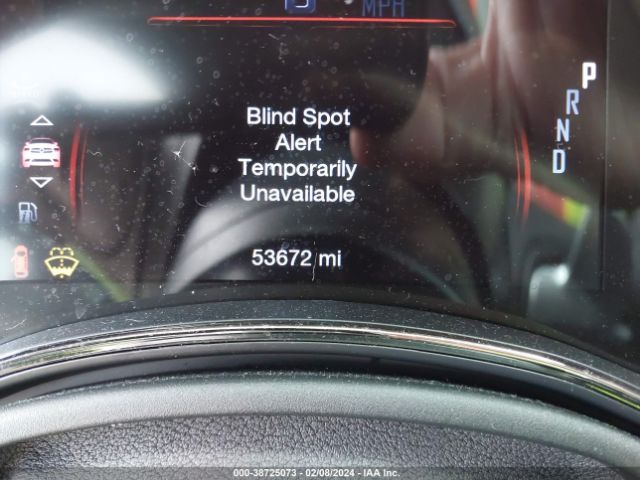 MPH
P
R
N
D
Blind Spot
Alert
Temporarily
Unavailable
53672 mi
000-38725073 - 02/08/2024 - IAA Inc.